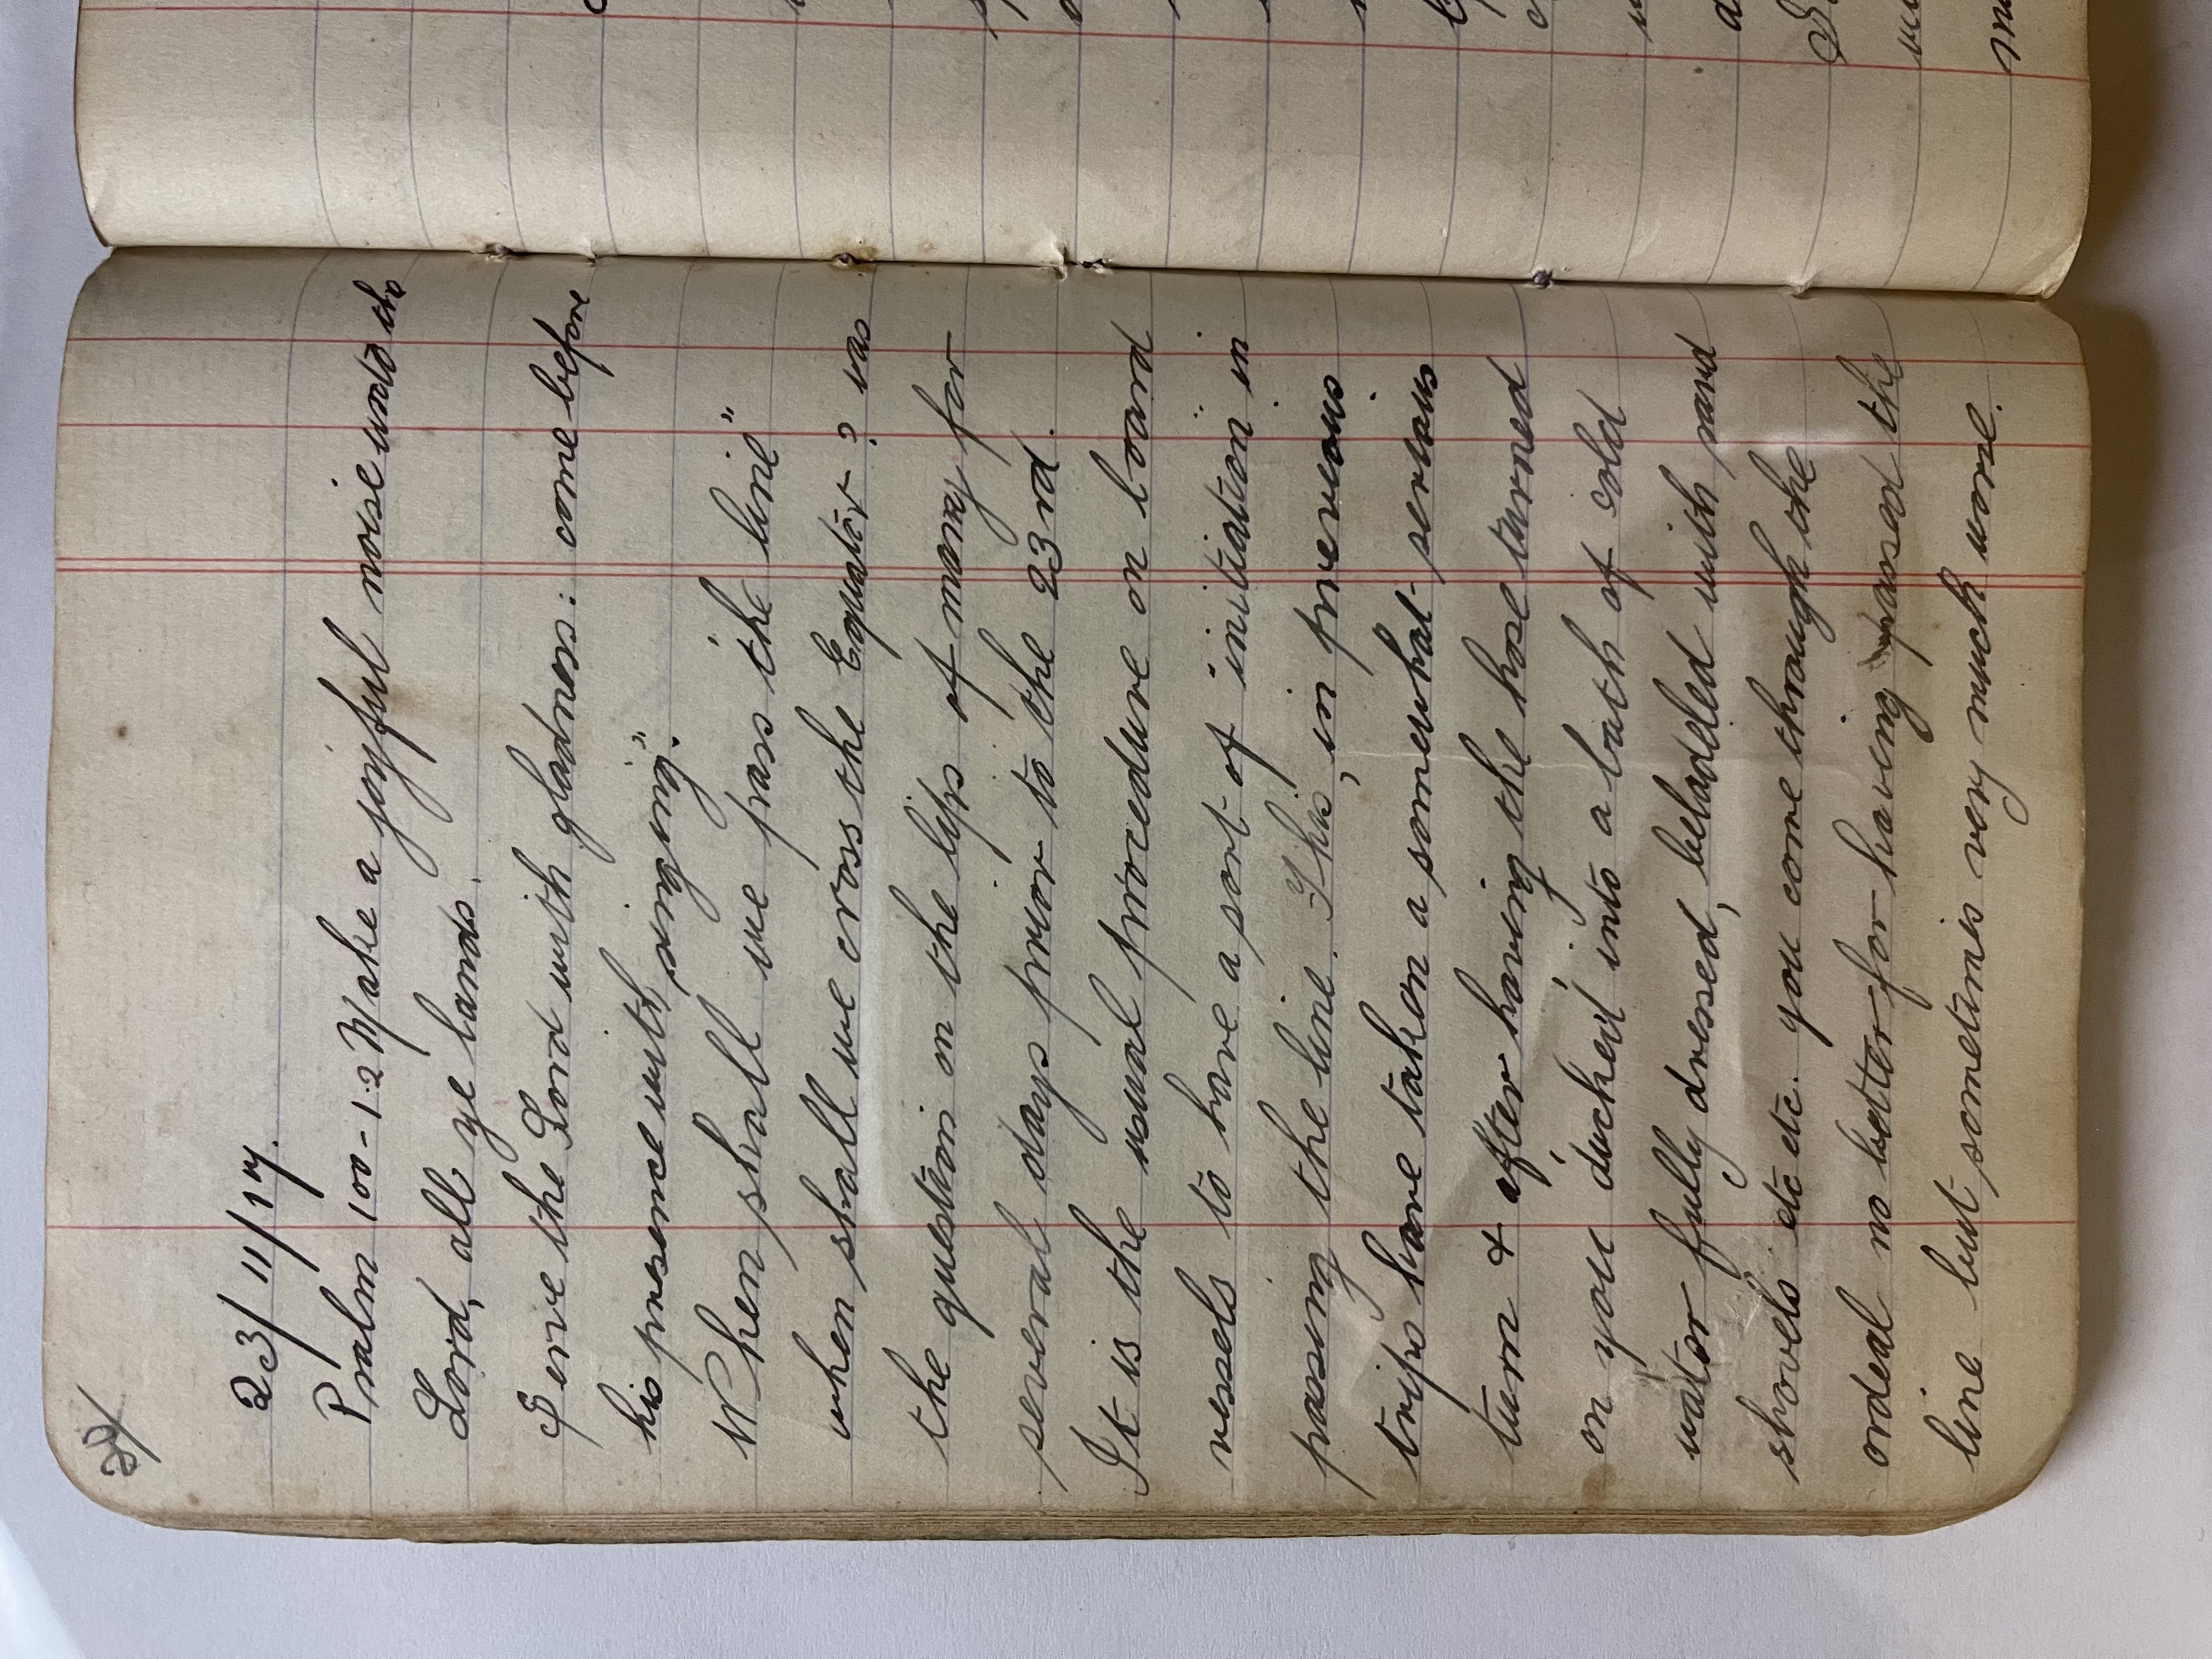 20/
23/11/17.
Psalm 100-1.2 Make a joyful noise unto the
Lord, all ye lands.
Serve the Lord with gladness: come before
his presence with singing".
When shall we pass 'the line"
when shall we cross the Equator? was
the question on the lips of many for
several days prior to the 23rd.
It is the usual procedure on board
vessels to have a sort of "initiation" in
passing the line. This, in previous
trips have taken a somewhat serious
turn & after having the hose turned
on you 'ducked' into a bath of cold
water fully dressed, beladeled with sand
shovels etc etc. you come through the
ordeal no better for having passed the
line but sometimes very much worse.